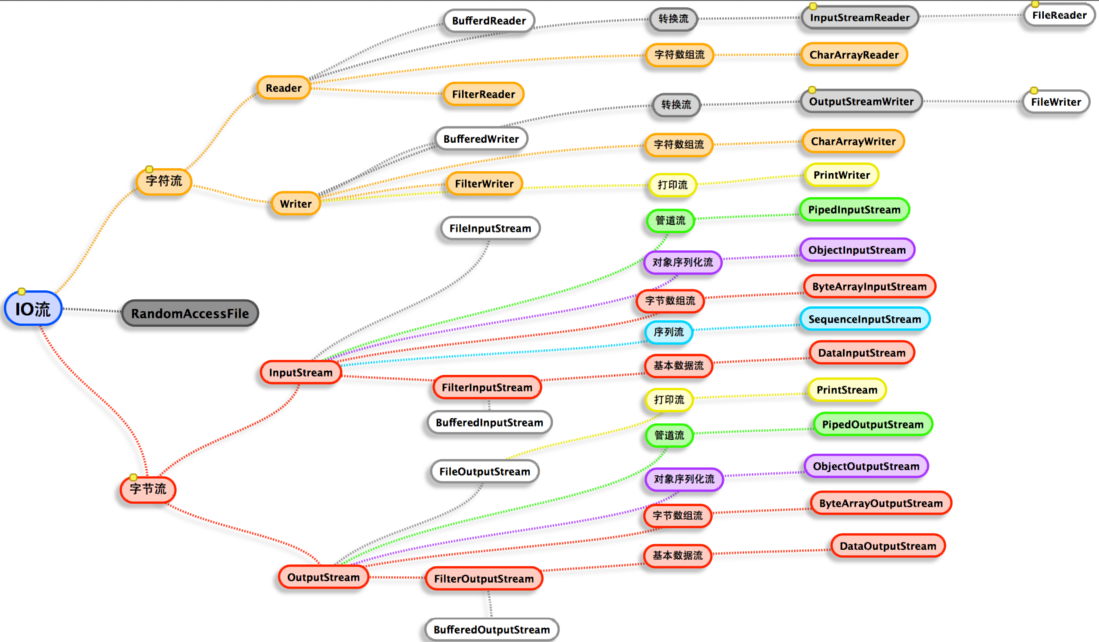 BufferdReader
转换流
InputStreamReader
FileReader
字符数组流
CharArrayReader
Reader
FilterReader
转换流
OutputStreamWriter
FileWriter
BufferedWriter
字符数组流
CharArrayWriter
字符流
FilterWriter
打印流
PrintWriter
Writer
管道流
PipedInputStream
FileInputStream
对象序列化流
ObjectInputStream
字节数组流
ByteArrayInputStream
IO流
RandomAccessFile
序列流
SequenceInputStream
基本数据流
DataInputStream
InputStream
FilterInputStream
打印流
PrintStream
BufferedInputStream
管道流
PipedOutputStream
FileOutputStream
对象序列化流
ObjectOutputStream
字节流
字节数组流
ByteArrayOutputStream
基本数据流
DataOutputStream
OutputStream
FilterOutputStream
BufferedOutputStream